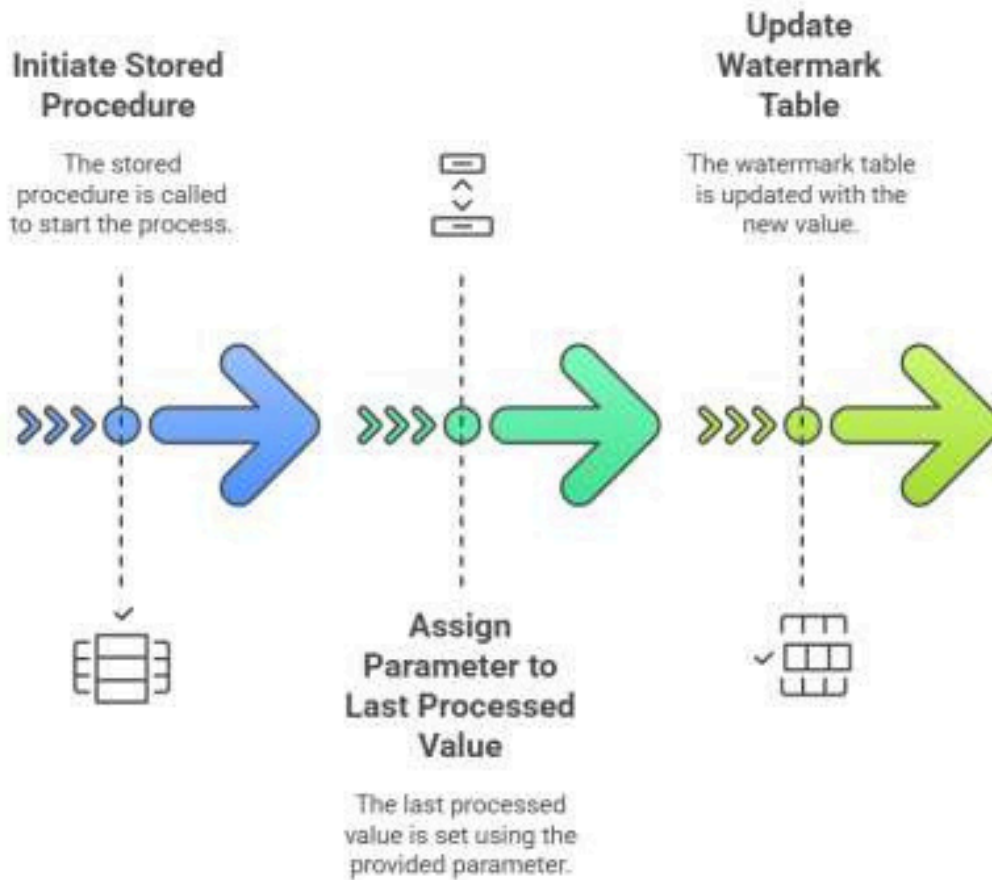 Initiate Stored
Procedure
The stored
procedure is called
to start the process.
Assign
Parameter to
Last Processed
Value
The last processed
value is set using the
provided parameter.
Update
Watermark
Table
The watermark table
is updated with the
new value.